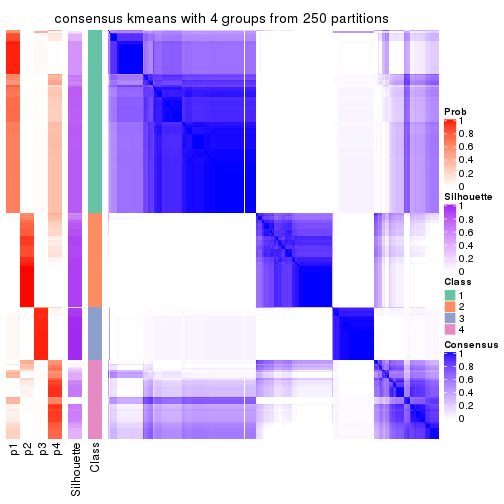 consensus kmeans with 4 groups from 250 partitions
Prob
1
0.8
0.6
0.4
0.2
0
Silhouette
1
0.8
0.6
0.4
0.2
0
Class
1
2
3
4
Consensus
1
0.8
0.6
0.4
0.2
0
p1
p2
p3
p4
Silhouette
Class